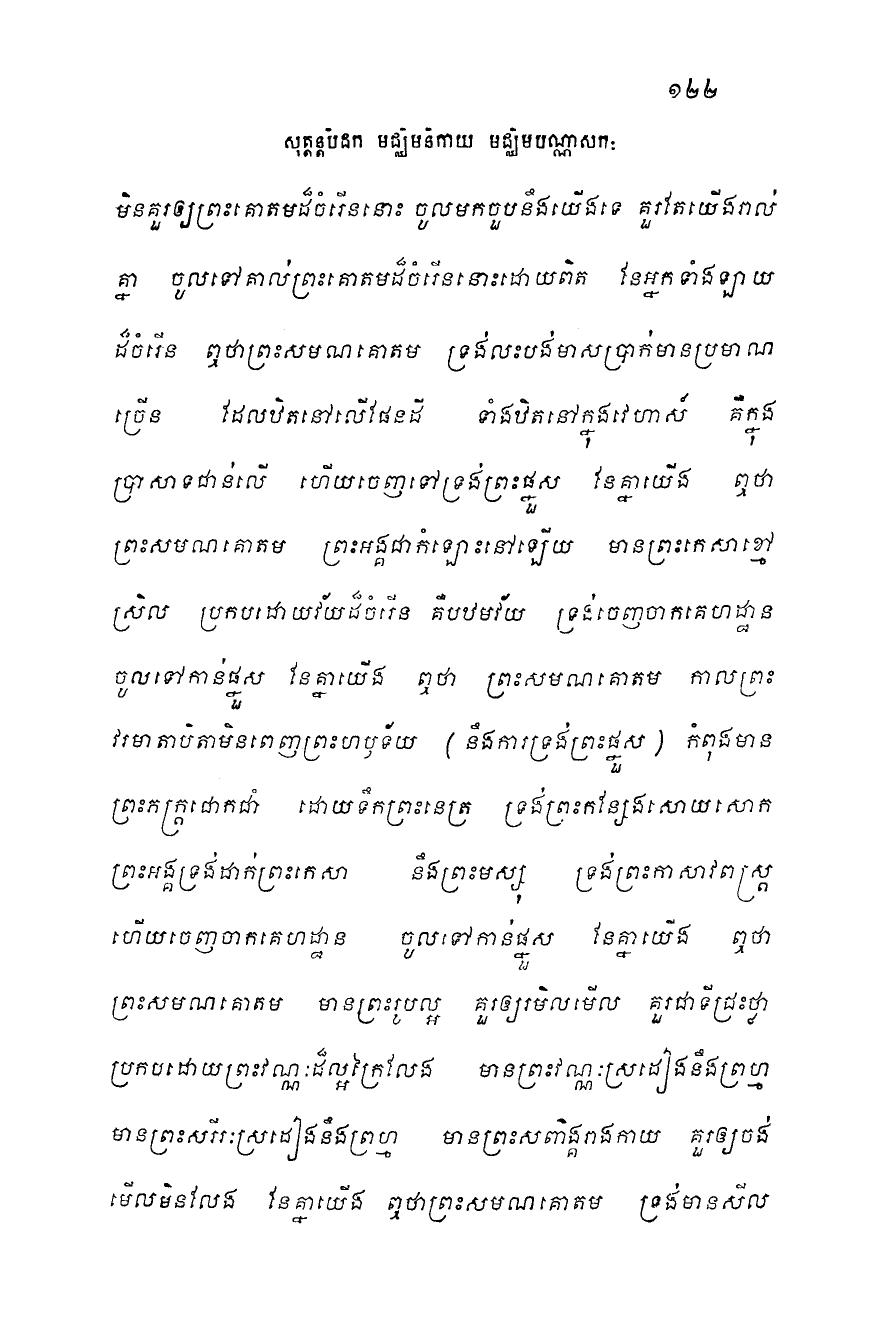 ១២២
សុត្តន្តបិដក មជ្ឈិមនិកាយ មជ្ឈិមបណ្ណាសកៈ
មិនគួរឲ្យព្រះគោតមដ៏ចំរើននោះ ចូលមកជួបនឹងយើងទេ គួរតែយើងរាល់
គ្នា ចូលទៅគាល់ព្រះគោតមដ៏ចំរើននោះដោយពិត នែអ្នកទាំងឡាយ
ដ៏ចំរើន ឮថាព្រះសមណគោតម ទ្រង់លះបង់មាសប្រាក់មានប្រមាណ
ច្រើន ដែលឋិតនៅលើផែនដី ទាំងឋិតនៅក្នុងវេហាស៍ គឺក្នុង
ប្រាសាទជាន់លើ ហើយចេញទៅទ្រង់ព្រះផ្នួស នែគ្នាយើង ឮថា
ព្រះសមណគោតម ព្រះអង្គជាកំឡោះនៅឡើយ មានព្រះកេសាខ្មៅ
ស្រិល ប្រកបដោយវ័យដ៏ចំរើន គឺបឋមវ័យ ទ្រង់ចេញចាកគេហដ្ឋាន
ចូលទៅកាន់ផ្នួស នែគ្នាយើង ឮថា ព្រះសមណគោតម កាលព្រះ
វរមាតាបិតាមិនពេញព្រះហឫទ័យ ( នឹងការទ្រង់ព្រះផ្នួស ) កំពុងមាន
ព្រះភក្ត្រជោកជាំ ដោយទឹកព្រះនេត្រ ទ្រង់ព្រះកន្សែងសោយសោក
ព្រះអង្គទ្រង់ដាក់ព្រះកេសា នឹងព្រះមស្សុ ទ្រង់ព្រះកាសាវពស្ត្រ
ហើយចេញចាកគេហដ្ឋាន ចូលទៅកាន់ផ្នួស នែគ្នាយើង ឮថា
ព្រះសមណគោតម មានព្រះរូបល្អ គួរឲ្យរមិលមើល គួរជាទីជ្រះថ្លា
ប្រកបដោយព្រះវណ្ណៈដ៏ល្អក្រៃលែង មានព្រះវណ្ណៈស្រដៀងនឹងព្រហ្ម
មានព្រះសរីរៈស្រដៀងនឹងព្រហ្ម មានព្រះសពាង្គរាងកាយ គួរឲ្យចង់
មើលមិនលែង នែគ្នាយើង ឮថាព្រះសមណគោតម ទ្រង់មានសីល